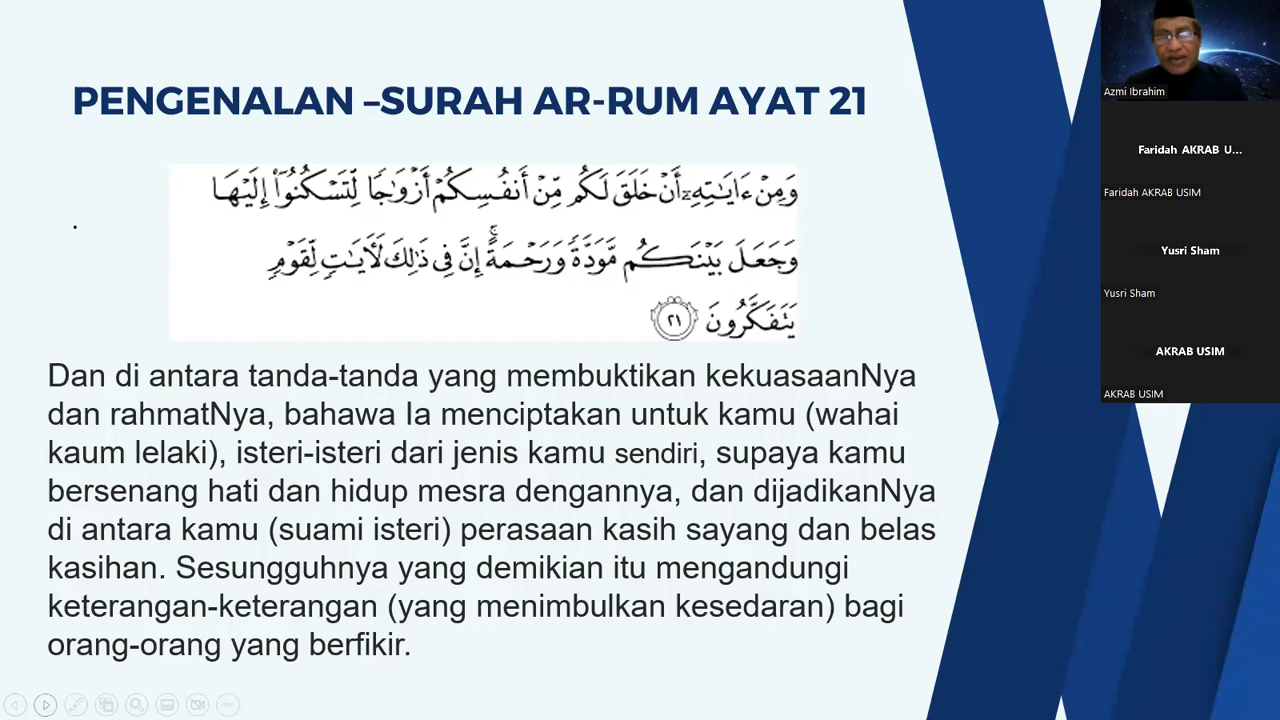 PENGENALAN –SURAH AR-RUM AYAT 21
وَمِنْ ءَايَـٰتِهِۦٓ أَنْ خَلَقَ لَكُم مِّنْ أَنفُسِكُمْ أَزْوَٰجًا لِّتَسْكُنُوٓا۟ إِلَيْهَا
وَجَعَلَ بَيْنَكُم مَّوَدَّةً وَرَحْمَةً ۚ إِنَّ فِى ذَٰلِكَ لَـَٔايَـٰتٍ لِّقَوْمٍ
يَتَفَكَّرُونَ ٢١
Dan di antara tanda-tanda yang membuktikan kekuasaanNya
dan rahmatNya, bahawa Ia menciptakan untuk kamu (wahai
kaum lelaki), isteri-isteri dari jenis kamu sendiri, supaya kamu
bersenang hati dan hidup mesra dengannya, dan dijadikanNya
di antara kamu (suami isteri) perasaan kasih sayang dan belas
kasihan. Sesungguhnya yang demikian itu mengandungi
keterangan-keterangan (yang menimbulkan kesedaran) bagi
orang-orang yang berfikir.
Azmi Ibrahim
Faridah AKRAB U...
Faridah AKRAB USIM
Yusri Sham
Yusri Sham
AKRAB USIM
AKRAB USIM